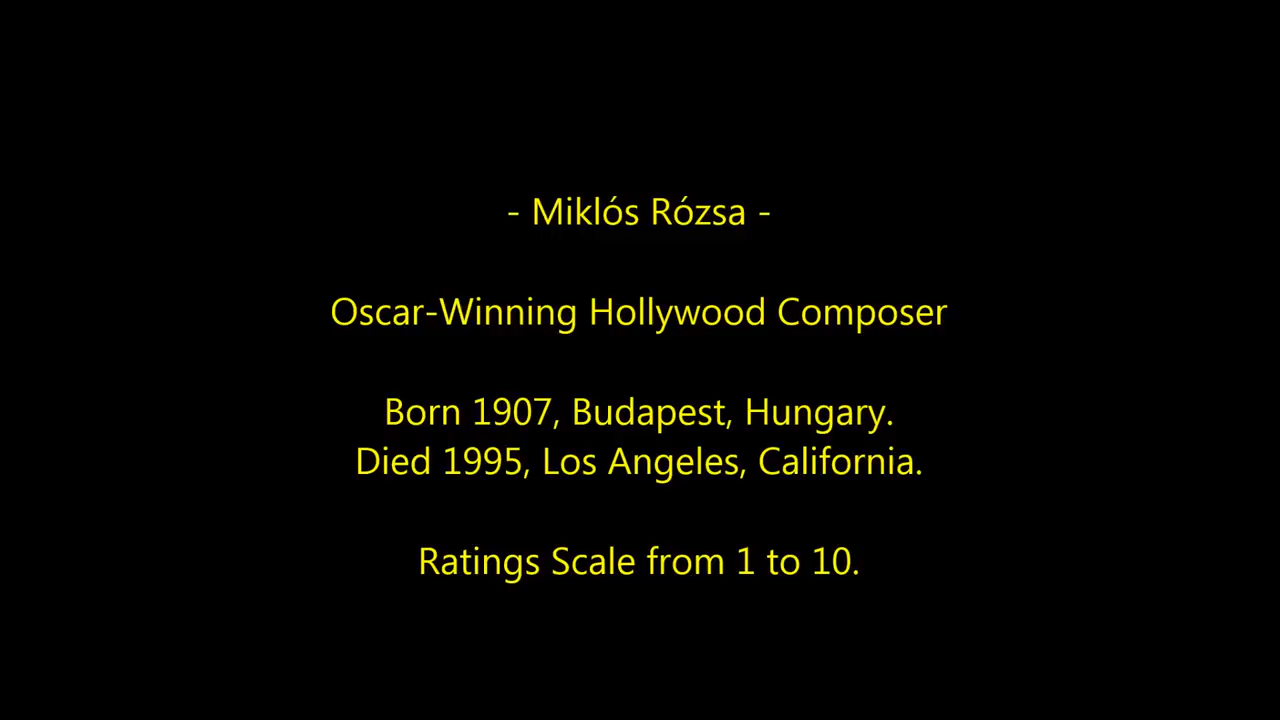 - Miklós Rózsa -
Oscar-Winning Hollywood Composer
Born 1907, Budapest, Hungary.
Died 1995, Los Angeles, California.
Ratings Scale from 1 to 10.